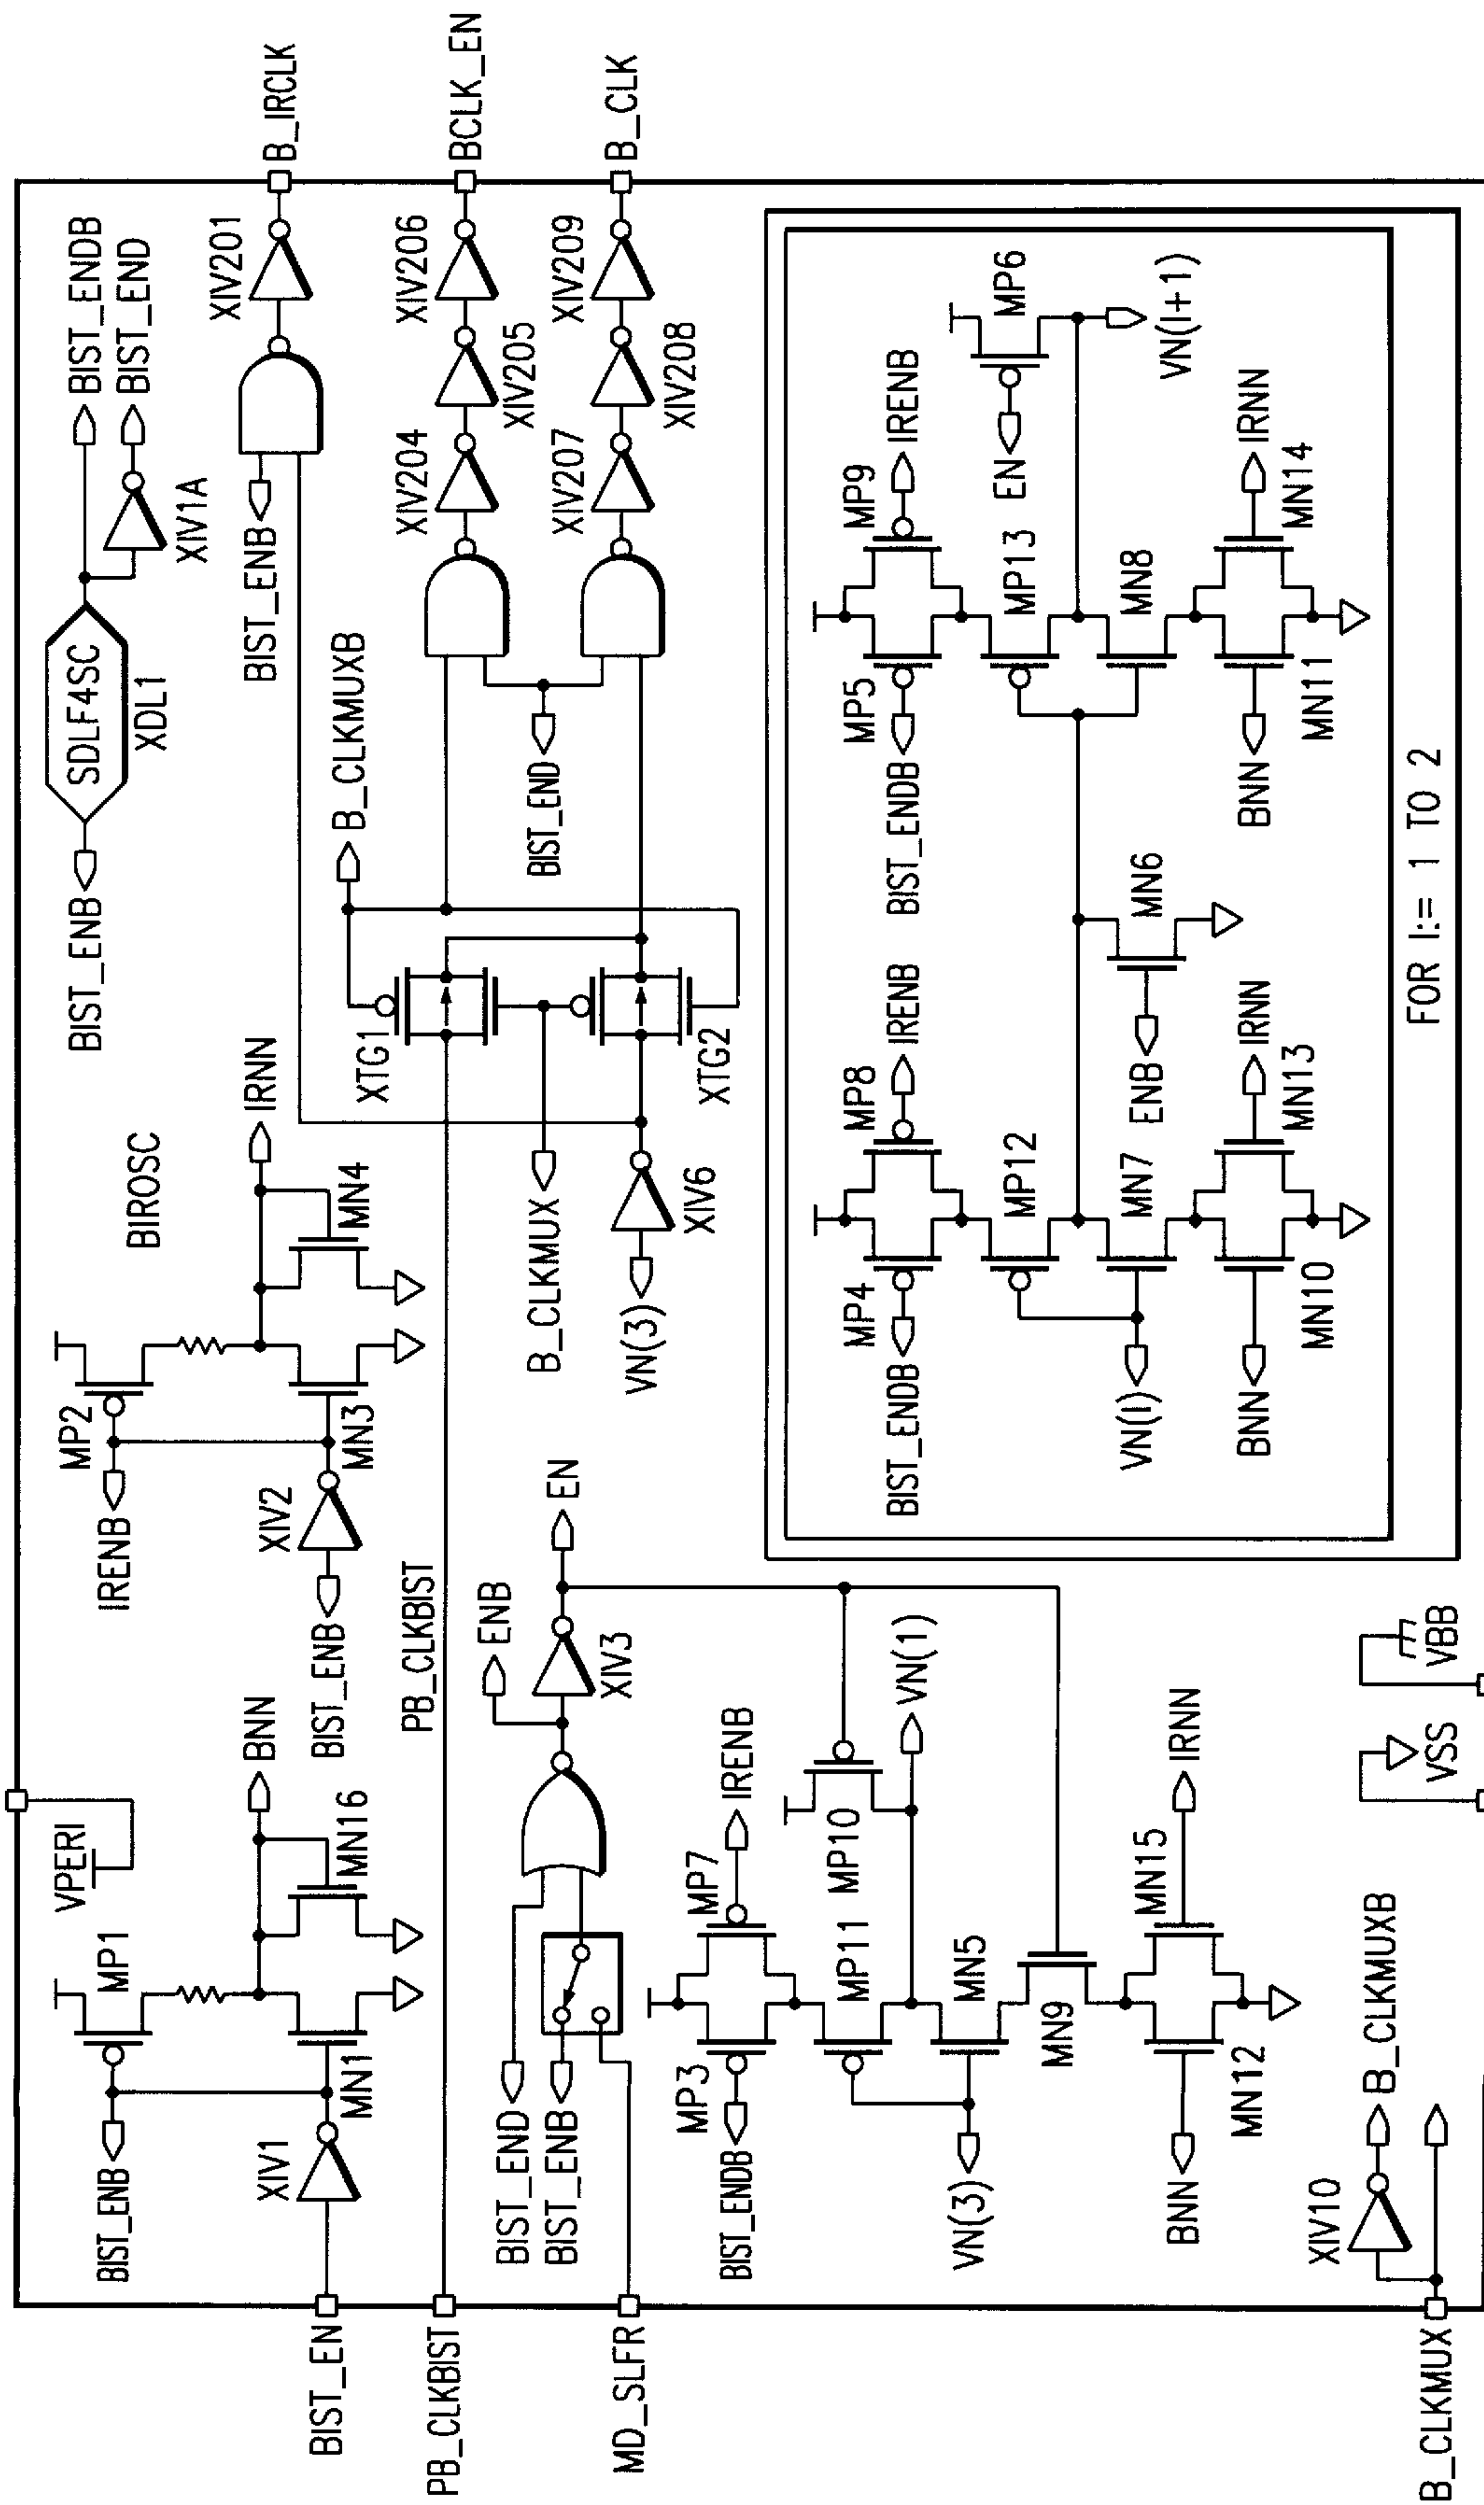 VPERI
BIROSC
BIST_ENB
SDLF4SC
XDL1
BIST_ENDB
BIST_END
XIV1A
BIST_ENB
MP1
BNN
MN16
BIST_EN
XIV1
MN1
IRENB
MP2
IRNN
MN4
BIST_ENB
XIV2
MN3
BIST_ENB
XIV201
B_IRCLK
PB_CLKBIST
PB_CLKBIST
XTG1
B_CLKMUXB
XIV204
XIV205
XIV206
BCLK_EN
B_CLKMUX
BIST_END
VN(3)
XIV6
XTG2
XIV207
XIV208
XIV209
B_CLK
BIST_END
BIST_ENB
MD_SLFR
ENB
XIV3
EN
BIST_ENDB
MP3
MP7
IRENB
MP11
MP10
VN(1)
VN(3)
MN5
MN9
BNN
MN12
MN15
IRNN
B_CLKMUX
XIV10
B_CLKMUXB
VSS
VBB
BIST_ENDB
MP4
MP8
IRENB
MP12
VN(I)
MN7
ENB
MN6
BNN
MN10
MN13
IRNN
BIST_ENDB
MP5
MP9
IRENB
MP13
EN
MP6
MN8
VN(I+1)
BNN
MN11
MN14
IRNN
FOR I:= 1 TO 2